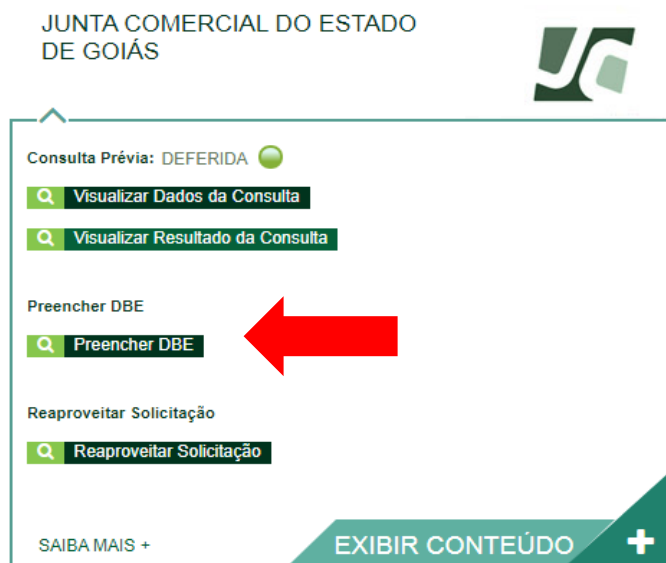 JUNTA COMERCIAL DO ESTADO
DE GOIÁS
JG
Consulta Prévia: DEFERIDA
Visualizar Dados da Consulta
Visualizar Resultado da Consulta
Preencher DBE
Preencher DBE
Reaproveitar Solicitação
Reaproveitar Solicitação
SAIBA MAIS +
EXIBIR CONTEÚDO +